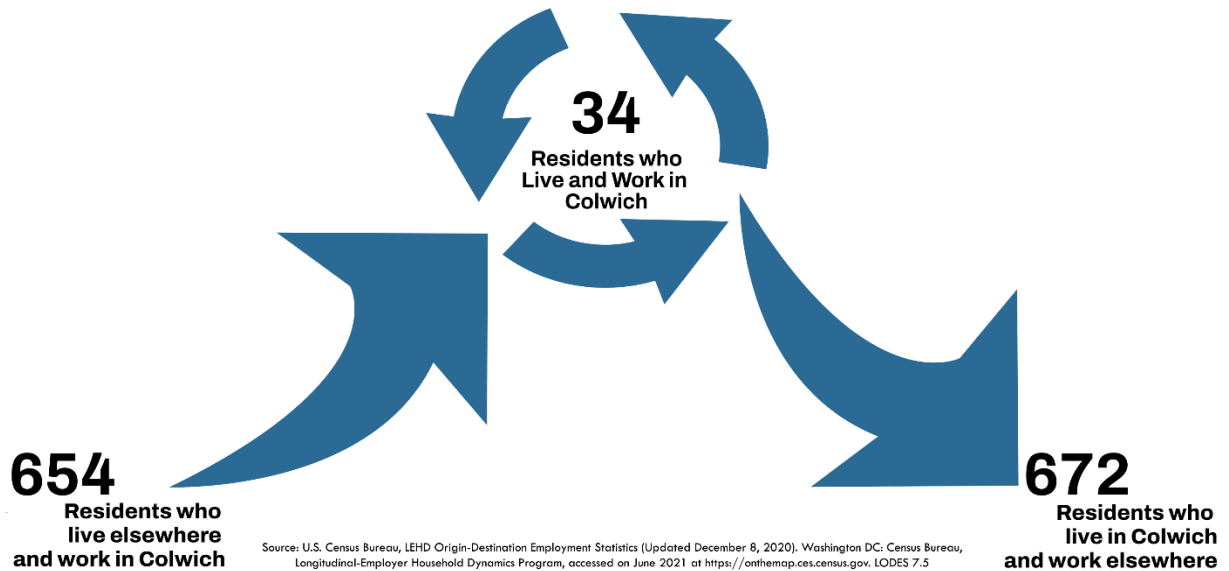 34
Residents who
Live and Work in
Colwich
654
Residents who
live elsewhere
and work in Colwich
672
Residents who
live in Colwich
and work elsewhere
Source: U.S. Census Bureau, LEHD Origin-Destination Employment Statistics (Updated December 8, 2020). Washington DC: Census Bureau,
Longitudinal-Employer Household Dynamics Program, accessed on June 2021 at https://onthemap.ces.census.gov. LODES 7.5